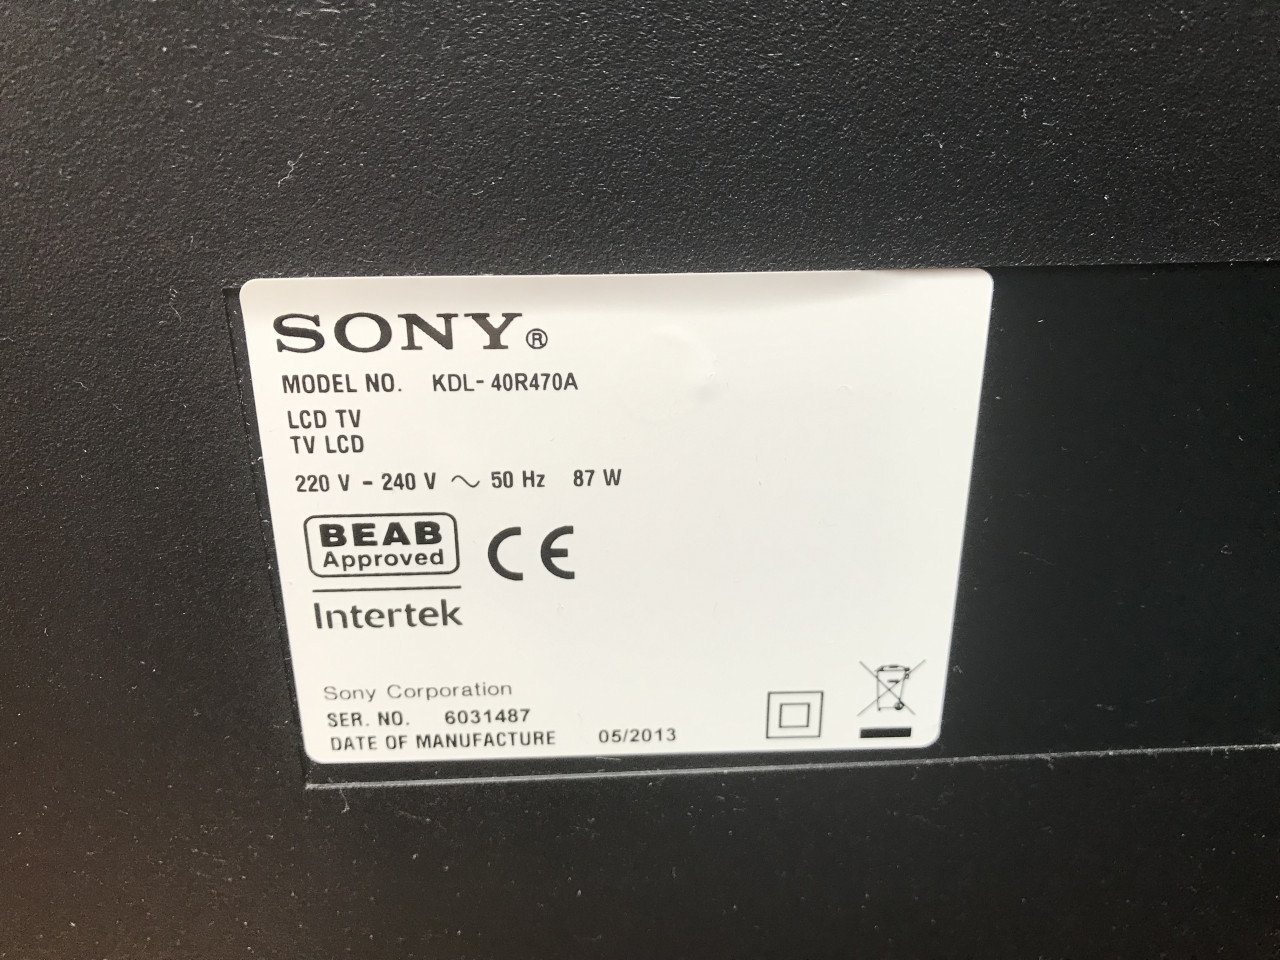 SONY®
MODEL NO. KDL-40R470A
LCD TV
TV LCD
220 V - 240 V ~ 50 Hz 87 W
BEAB
Approved
CE
Intertek
Sony Corporation
SER. NO. 6031487
DATE OF MANUFACTURE 05/2013